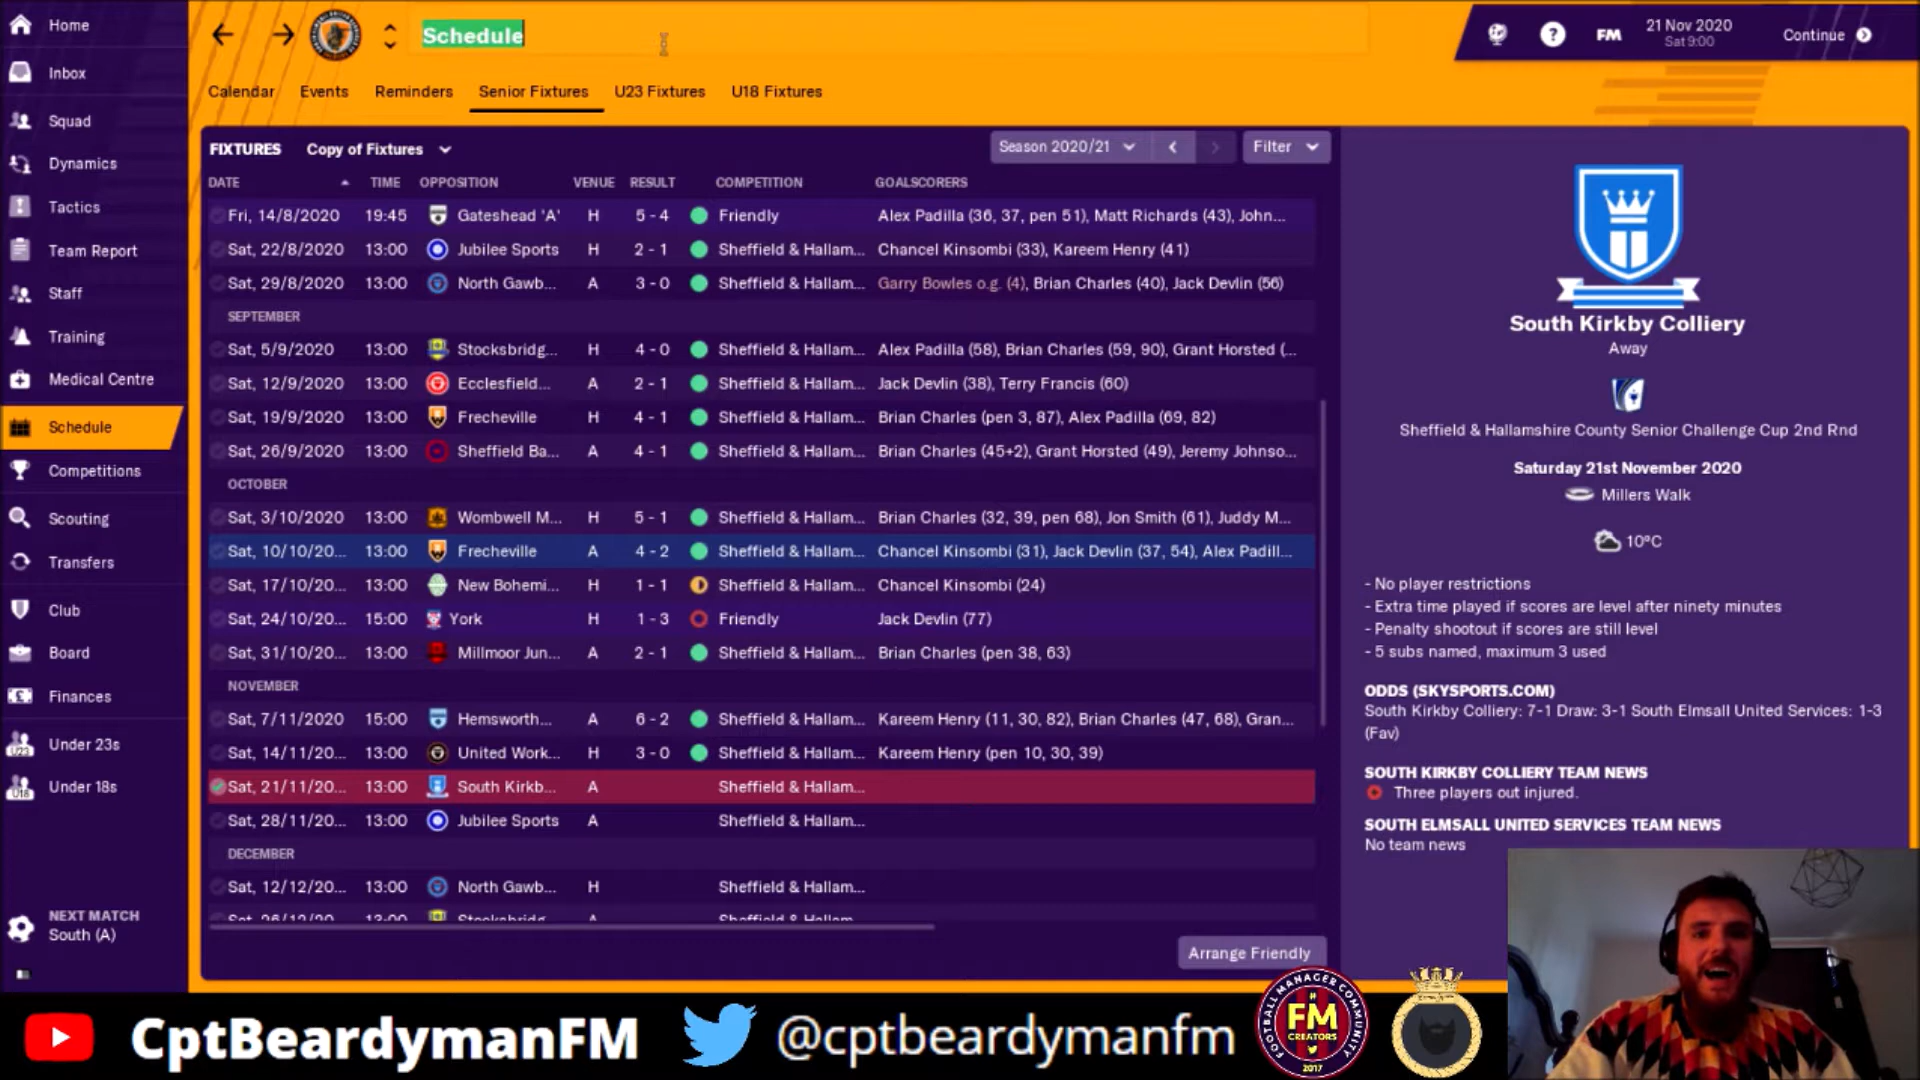 Home
Inbox
Squad
Dynamics
Tactics
Team Report
Staff
Training
Medical Centre
Schedule
Competitions
Scouting
Transfers
Club
Board
Finances
Under 23s
Under 18s
NEXT MATCH
South (A)
Schedule
FM
21 Nov 2020
Sat 9:00
Continue
Calendar Events Reminders Senior Fixtures U23 Fixtures U18 Fixtures
FIXTURES Copy of Fixtures Season 2020/21 Filter
DATE TIME OPPOSITION VENUE RESULT COMPETITION GOALSCORERS
Fri, 14/8/2020 19:45 Gateshead 'A' H 5 - 4 Friendly Alex Padilla (36, 37, pen 51), Matt Richards (43), John...
Sat, 22/8/2020 13:00 Jubilee Sports H 2 - 1 Sheffield & Hallam... Chancel Kinsombi (33), Kareem Henry (41)
Sat, 29/8/2020 13:00 North Gawb... A 3 - 0 Sheffield & Hallam... Garry Bowles o.g. (4), Brian Charles (40), Jack Devlin (56)
SEPTEMBER
Sat, 5/9/2020 13:00 Stocksbridg... H 4 - 0 Sheffield & Hallam... Alex Padilla (58), Brian Charles (59, 90), Grant Horsted (...
Sat, 12/9/2020 13:00 Ecclesfield... A 2 - 1 Sheffield & Hallam... Jack Devlin (38), Terry Francis (60)
Sat, 19/9/2020 13:00 Frecheville H 4 - 1 Sheffield & Hallam... Brian Charles (pen 3, 87), Alex Padilla (69, 82)
Sat, 26/9/2020 13:00 Sheffield Ba... A 4 - 1 Sheffield & Hallam... Brian Charles (45+2), Grant Horsted (49), Jeremy Johnso...
OCTOBER
Sat, 3/10/2020 13:00 Wombwell M... H 5 - 1 Sheffield & Hallam... Brian Charles (32, 39, pen 68), Jon Smith (61), Juddy M...
Sat, 10/10/20... 13:00 Frecheville A 4 - 2 Sheffield & Hallam... Chancel Kinsombi (31), Jack Devlin (37, 54), Alex Padill...
Sat, 17/10/20... 13:00 New Bohemi... H 1 - 1 Sheffield & Hallam... Chancel Kinsombi (24)
Sat, 24/10/20... 15:00 York H 1 - 3 Friendly Jack Devlin (77)
Sat, 31/10/20... 13:00 Millmoor Jun... A 2 - 1 Sheffield & Hallam... Brian Charles (pen 38, 63)
NOVEMBER
Sat, 7/11/2020 15:00 Hemsworth... A 6 - 2 Sheffield & Hallam... Kareem Henry (11, 30, 82), Brian Charles (47, 68), Gran...
Sat, 14/11/20... 13:00 United Work... H 3 - 0 Sheffield & Hallam... Kareem Henry (pen 10, 30, 39)
Sat, 21/11/20... 13:00 South Kirkb... A Sheffield & Hallam...
Sat, 28/11/20... 13:00 Jubilee Sports A Sheffield & Hallam...
DECEMBER
Sat, 12/12/20... 13:00 North Gawb... H Sheffield & Hallam...
Sat, 26/12/20... 13:00 Stocksbridg... A Sheffield & Hallam...
Arrange Friendly
South Kirkby Colliery
Away
Sheffield & Hallamshire County Senior Challenge Cup 2nd Rnd
Saturday 21st November 2020
Millers Walk
10°C
- No player restrictions
- Extra time played if scores are level after ninety minutes
- Penalty shootout if scores are still level
- 5 subs named, maximum 3 used
ODDS (SKYSPORTS.COM)
South Kirkby Colliery: 7-1 Draw: 3-1 South Elmsall United Services: 1-3
(Fav)
SOUTH KIRKBY COLLIERY TEAM NEWS
Three players out injured.
SOUTH ELMSALL UNITED SERVICES TEAM NEWS
No team news
CptBeardymanFM
@cptbeardymanfm
FOOTBALL MANAGER COMMUNITY
#
FM
CREATORS
2017